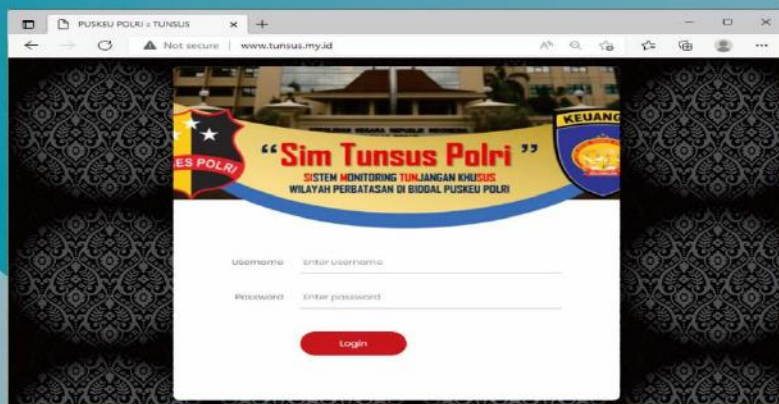 PUSKEU POLRI :: TUNSUS
Not secure | www.tunsus.my.id
KEUANG
ES POLRI
“Sim Tunsus Polri”
SISTEM MONITORING TUNJANGAN KHUSUS
WILAYAH PERBATASAN DI BIDDAL PUSKEU POLRI
Username Enter username
Password Enter password
Login